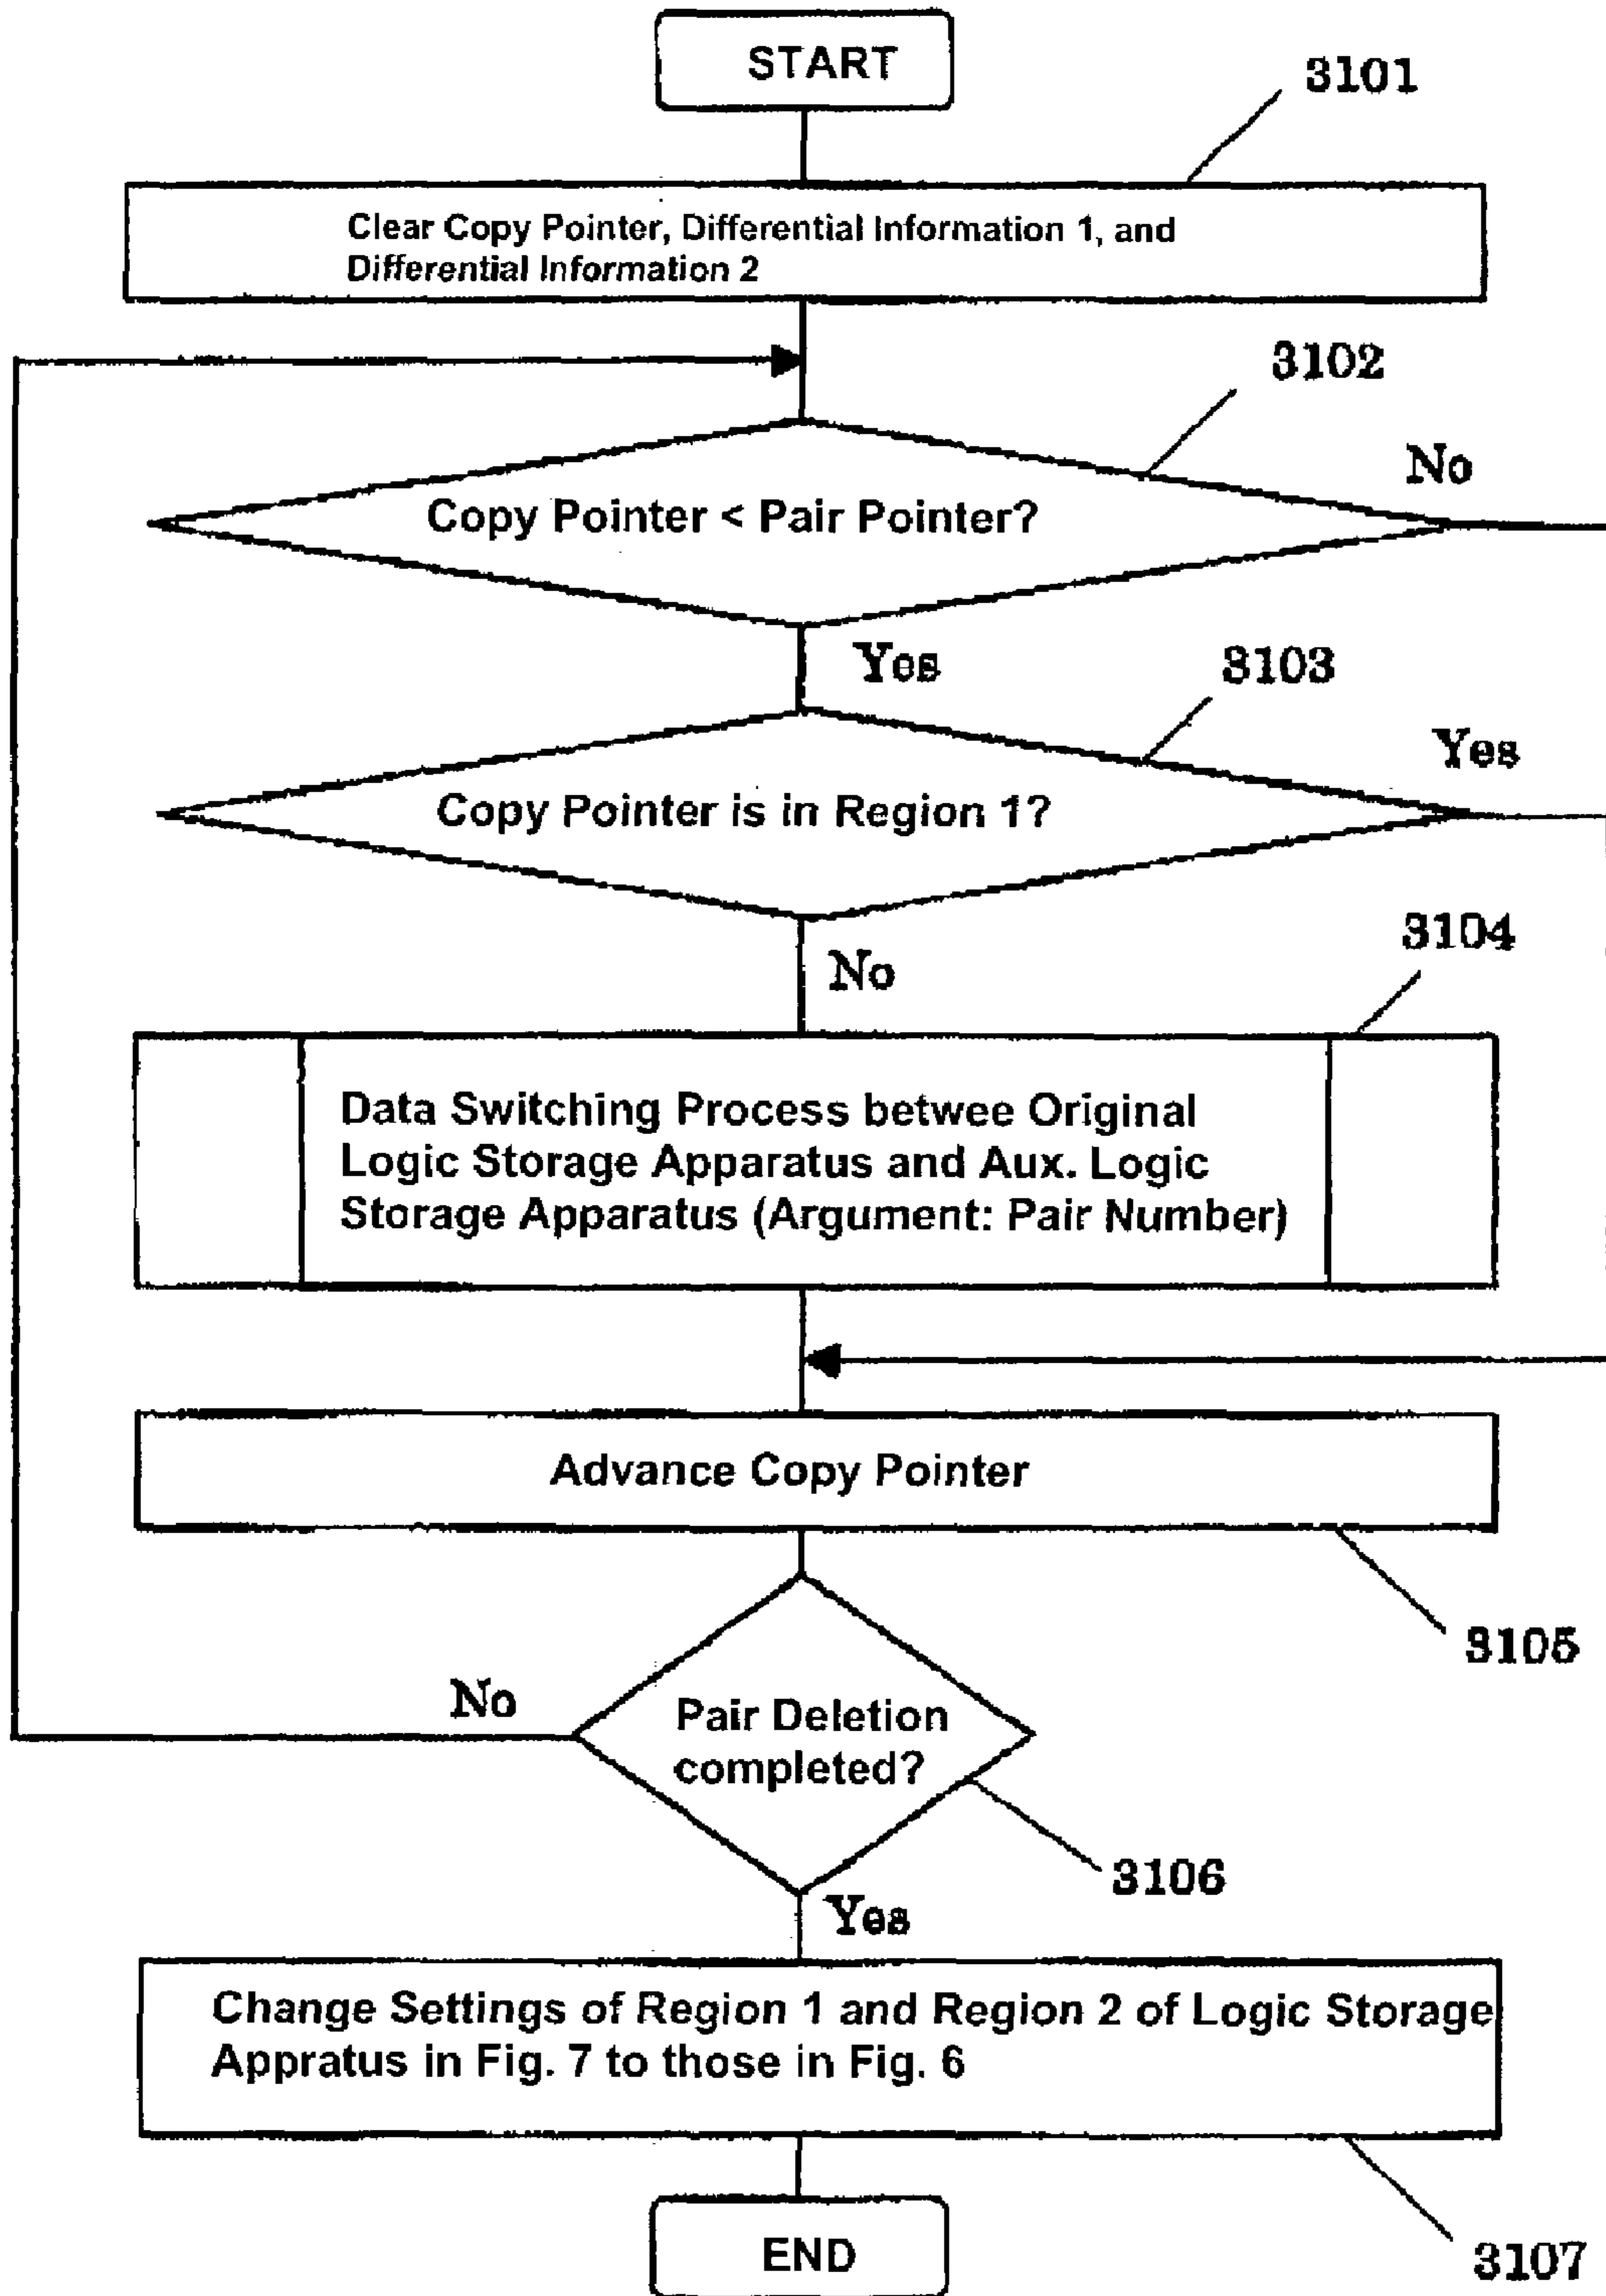 START
3101
Clear Copy Pointer, Differential Information 1, and
Differential Information 2
3102
No
Copy Pointer < Pair Pointer?
Yes
3103
Yes
Copy Pointer is in Region 1?
3104
No
Data Switching Process betwee Original
Logic Storage Apparatus and Aux. Logic
Storage Apparatus (Argument: Pair Number)
Advance Copy Pointer
3105
No
Pair Deletion
completed?
3106
Yes
Change Settings of Region 1 and Region 2 of Logic Storage
Appratus in Fig. 7 to those in Fig. 6
END
3107